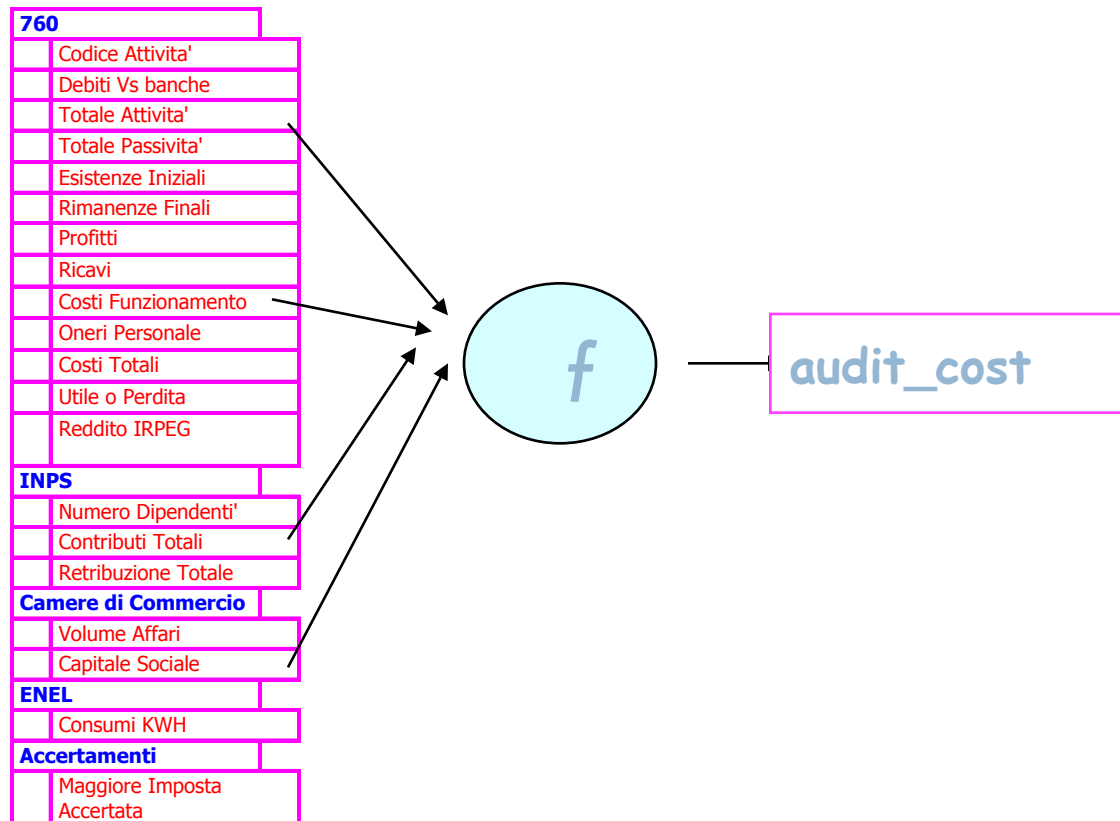 760
Codice Attivita'
Debiti Vs banche
Totale Attivita'
Totale Passivita'
Esistenze Iniziali
Rimanenze Finali
Profitti
Ricavi
Costi Funzionamento
Oneri Personale
Costi Totali
Utile o Perdita
Reddito IRPEG
INPS
Numero Dipendenti'
Contributi Totali
Retribuzione Totale
Camere di Commercio
Volume Affari
Capitale Sociale
ENEL
Consumi KWH
Accertamenti
Maggiore Imposta
Accertata
f
audit_cost